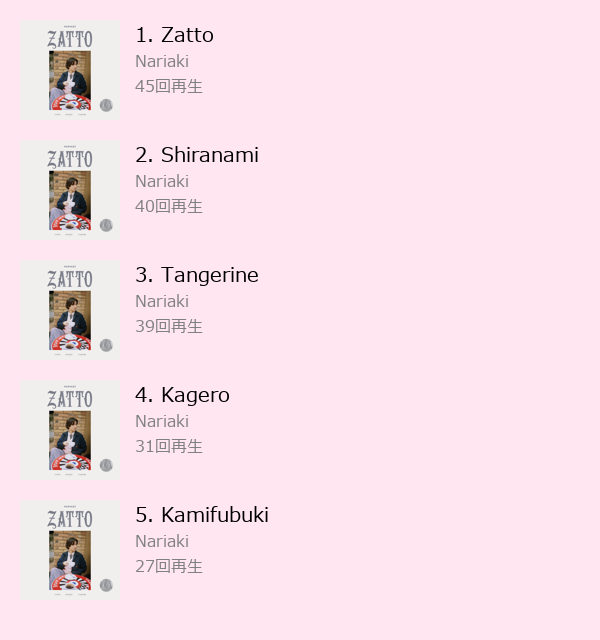 ZATTO
1. Zatto
Nariaki
45回再生
ZATTO
2. Shiranami
Nariaki
40回再生
ZATTO
3. Tangerine
Nariaki
39回再生
ZATTO
4. Kagero
Nariaki
31回再生
ZATTO
5. Kamifubuki
Nariaki
27回再生